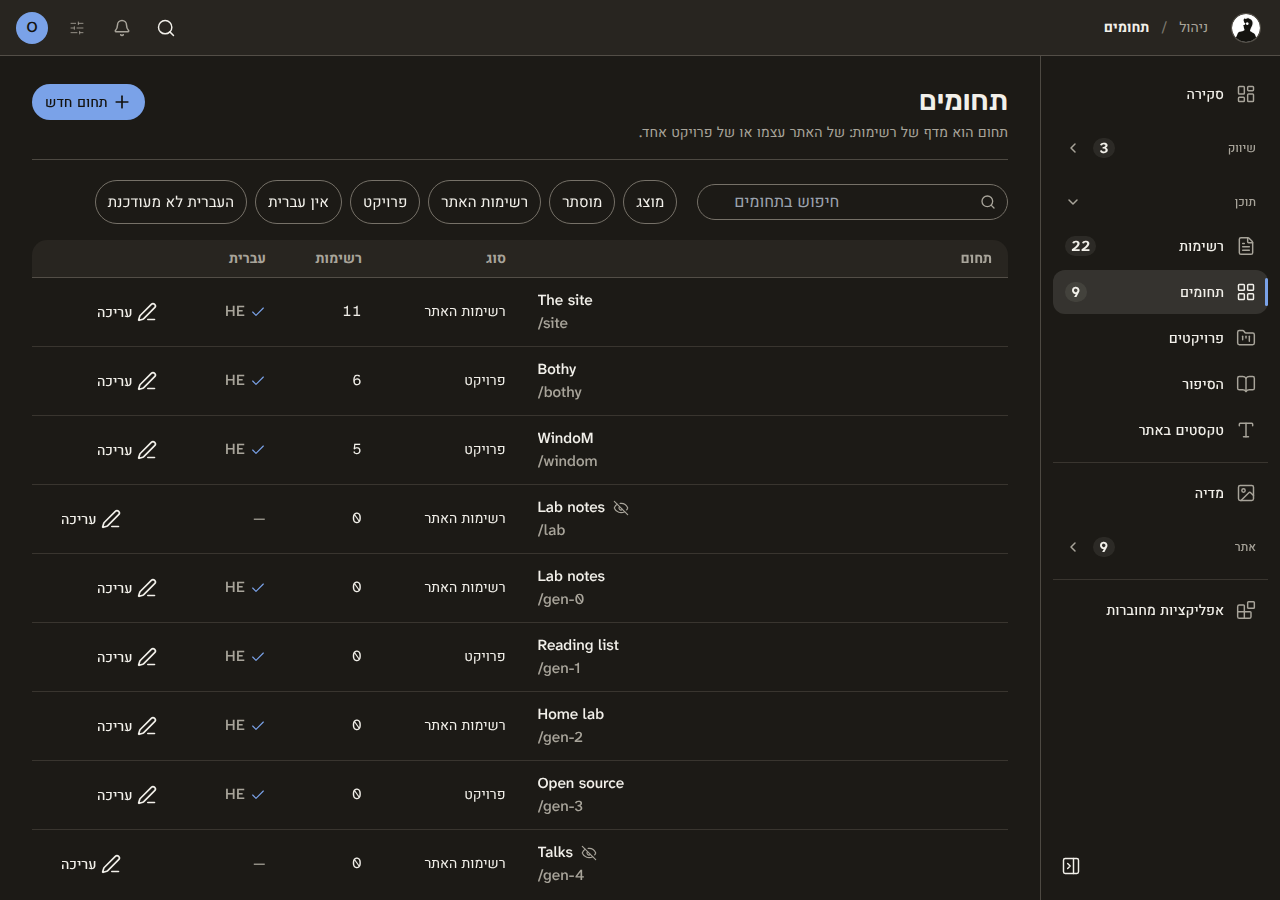 ניהול / תחומים
O
סקירה
שיווק 3
תוכן
רשימות 22
תחומים 9
פרויקטים
הסיפור
טקסטים באתר
מדיה
אתר 9
אפליקציות מחוברות
תחומים
תחום הוא מדף של רשימות: של האתר עצמו או של פרויקט אחד.
תחום חדש
חיפוש בתחומים מוצג מוסתר רשימות האתר פרויקט אין עברית העברית לא מעודכנת
תחום סוג רשימות עברית
The site
/site
רשימות האתר 11 HE עריכה
Bothy
/bothy
פרויקט 6 HE עריכה
WindoM
/windom
פרויקט 5 HE עריכה
Lab notes
/lab
רשימות האתר 0 — עריכה
Lab notes
/gen-0
רשימות האתר 0 HE עריכה
Reading list
/gen-1
פרויקט 0 HE עריכה
Home lab
/gen-2
רשימות האתר 0 HE עריכה
Open source
/gen-3
פרויקט 0 HE עריכה
Talks
/gen-4
רשימות האתר 0 — עריכה